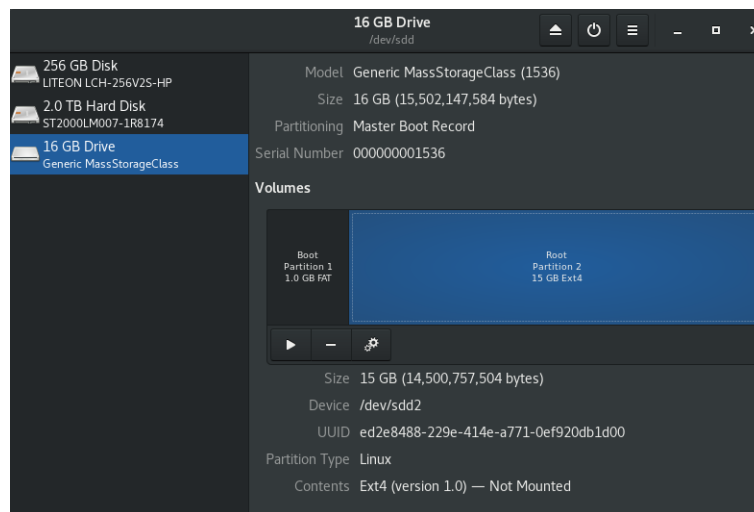 16 GB Drive
/dev/sdd
256 GB Disk
LITEON LCH-256V2S-HP
2.0 TB Hard Disk
ST2000LM007-1R8174
16 GB Drive
Generic MassStorageClass
Model Generic MassStorageClass (1536)
Size 16 GB (15,502,147,584 bytes)
Partitioning Master Boot Record
Serial Number 000000001536
Volumes
Boot
Partition 1
1.0 GB FAT
Root
Partition 2
15 GB Ext4
Size 15 GB (14,500,757,504 bytes)
Device /dev/sdd2
UUID ed2e8488-229e-414e-a771-0ef920db1d00
Partition Type Linux
Contents Ext4 (version 1.0) — Not Mounted